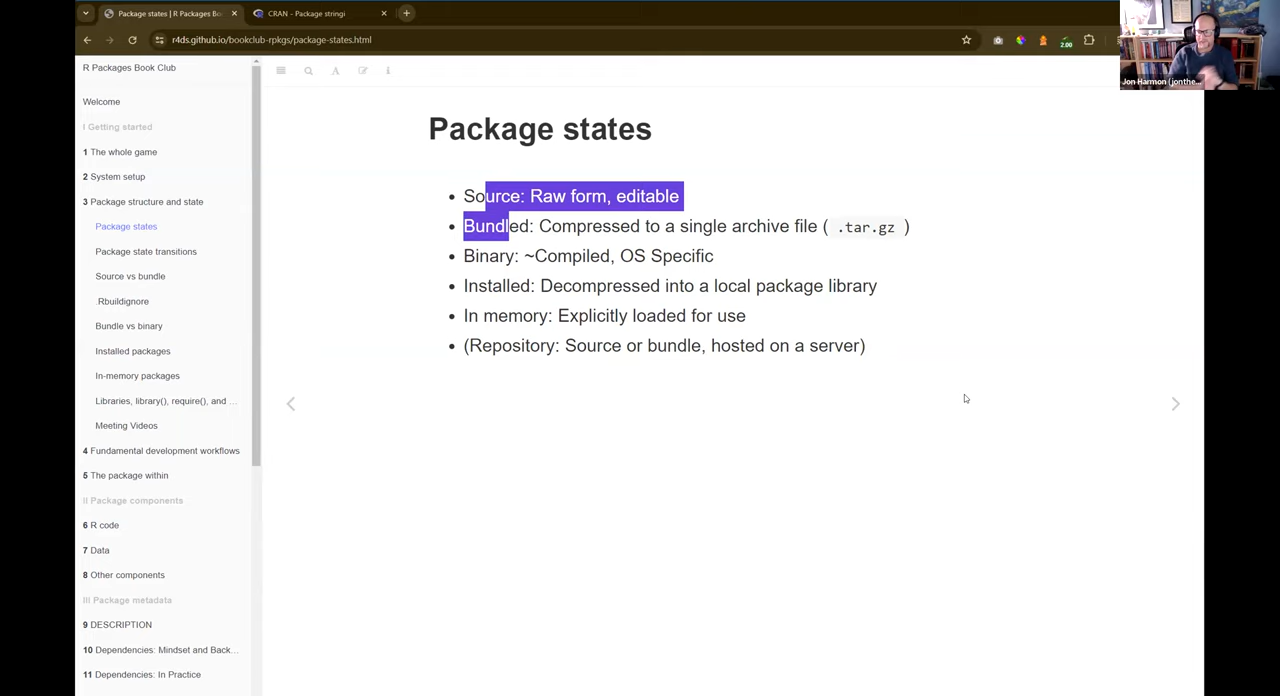 Package states | R Packages Bo
CRAN - Package stringi
r4ds.github.io/bookclub-rpkgs/package-states.html
2.00
Jon Harmon (jonthe...
R Packages Book Club
Welcome
I Getting started
1 The whole game
2 System setup
3 Package structure and state
Package states
Package state transitions
Source vs bundle
.Rbuildignore
Bundle vs binary
Installed packages
In-memory packages
Libraries, library(), require(), and ...
Meeting Videos
4 Fundamental development workflows
5 The package within
II Package components
6 R code
7 Data
8 Other components
III Package metadata
9 DESCRIPTION
10 Dependencies: Mindset and Back...
11 Dependencies: In Practice
Package states
• Source: Raw form, editable
• Bundled: Compressed to a single archive file ( .tar.gz )
• Binary: ~Compiled, OS Specific
• Installed: Decompressed into a local package library
• In memory: Explicitly loaded for use
• (Repository: Source or bundle, hosted on a server)